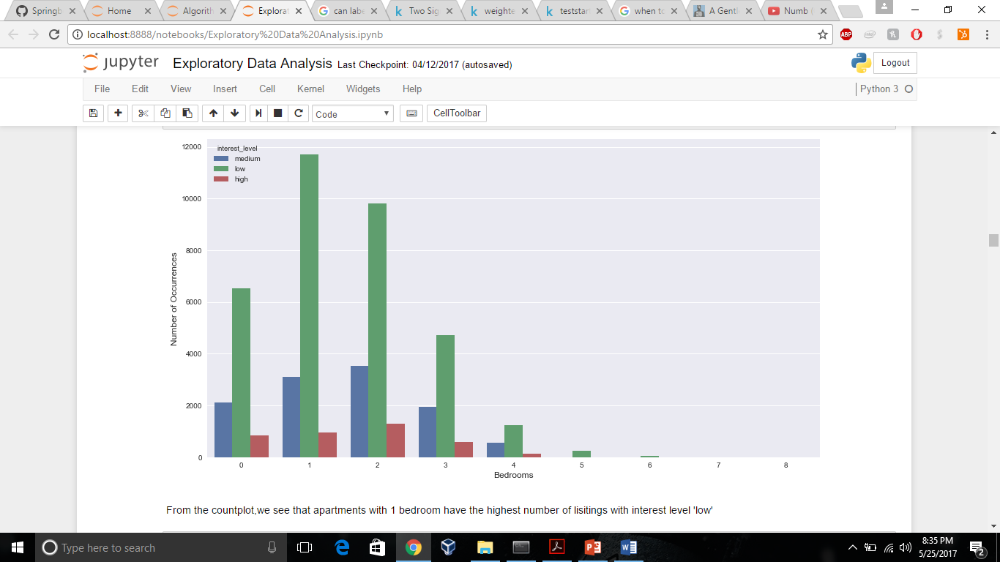 Springb
Home
Algorith
Explorat
can labe
Two Sig
weighte
teststar
when to
A Gentl
Numb (
localhost:8888/notebooks/Exploratory%20Data%20Analysis.ipynb
ABP
jupyter Exploratory Data Analysis Last Checkpoint: 04/12/2017 (autosaved)
Logout
File Edit View Insert Cell Kernel Widgets Help
Python 3
Code
CellToolbar
interest_level
medium
low
high
12000
10000
8000
6000
4000
2000
0
Number of Occurrences
0 1 2 3 4 5 6 7 8
Bedrooms
From the countplot,we see that apartments with 1 bedroom have the highest number of lisitings with interest level 'low'
Type here to search
8:35 PM
5/25/2017
2